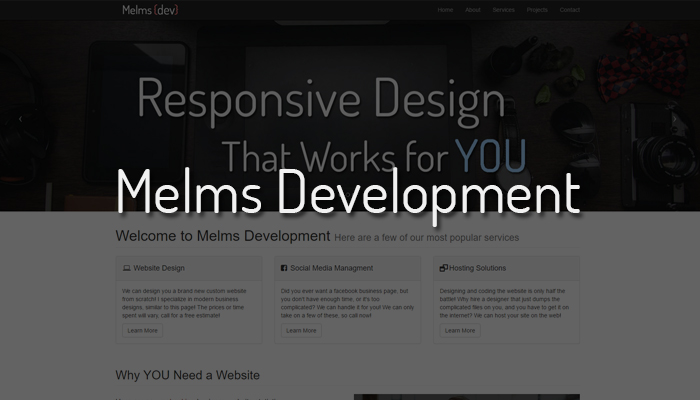 Melms {dev}
Home About Services Projects Contact
Responsive Design
That Works for YOU
Melms Development
Welcome to Melms Development Here are a few of our most popular services
Website Design
We can design you a brand new custom website
from scratch! I specialize in modern business
designs, similar to this page! The prices or time
spent will vary, call for a free estimate!
Learn More
Social Media Managment
Did you ever want a facebook business page, but
you don't have enough time, or it's too
complicated? We can handle it for you! We can only
take on a few of these, so call now!
Learn More
Hosting Solutions
Designing and coding the website is only half the
battle! Why hire a designer that just dumps the
complicated files on you, and you have to get it on
the internet? We can host your site on the web!
Learn More
Why YOU Need a Website